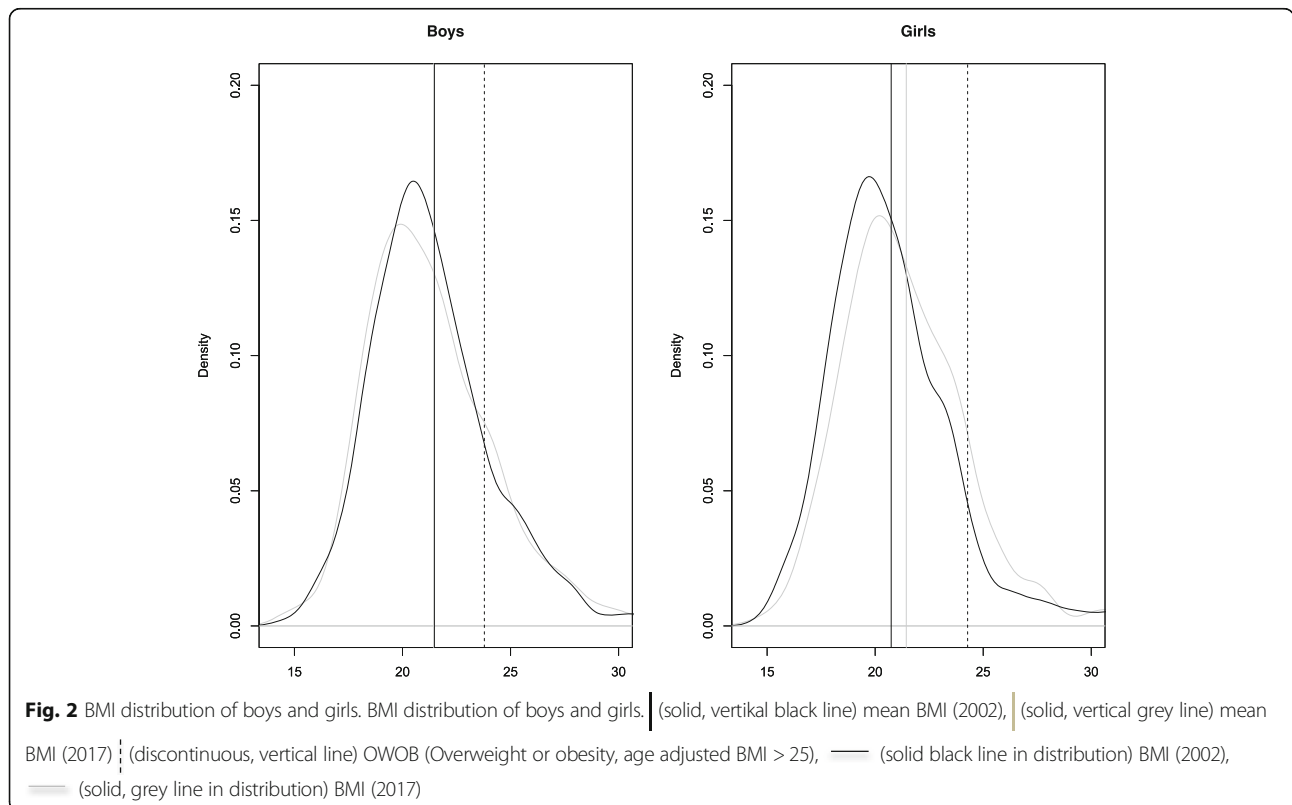 Boys
Girls
0.20
0.15
0.10
0.05
0.00
Density
15 20 25 30
0.20
0.15
0.10
0.05
0.00
Density
15 20 25 30
Fig. 2 BMI distribution of boys and girls. BMI distribution of boys and girls. (solid, vertikal black line) mean BMI (2002), (solid, vertical grey line) mean
BMI (2017) (discontinuous, vertical line) OWOB (Overweight or obesity, age adjusted BMI > 25), (solid black line in distribution) BMI (2002),
(solid, grey line in distribution) BMI (2017)